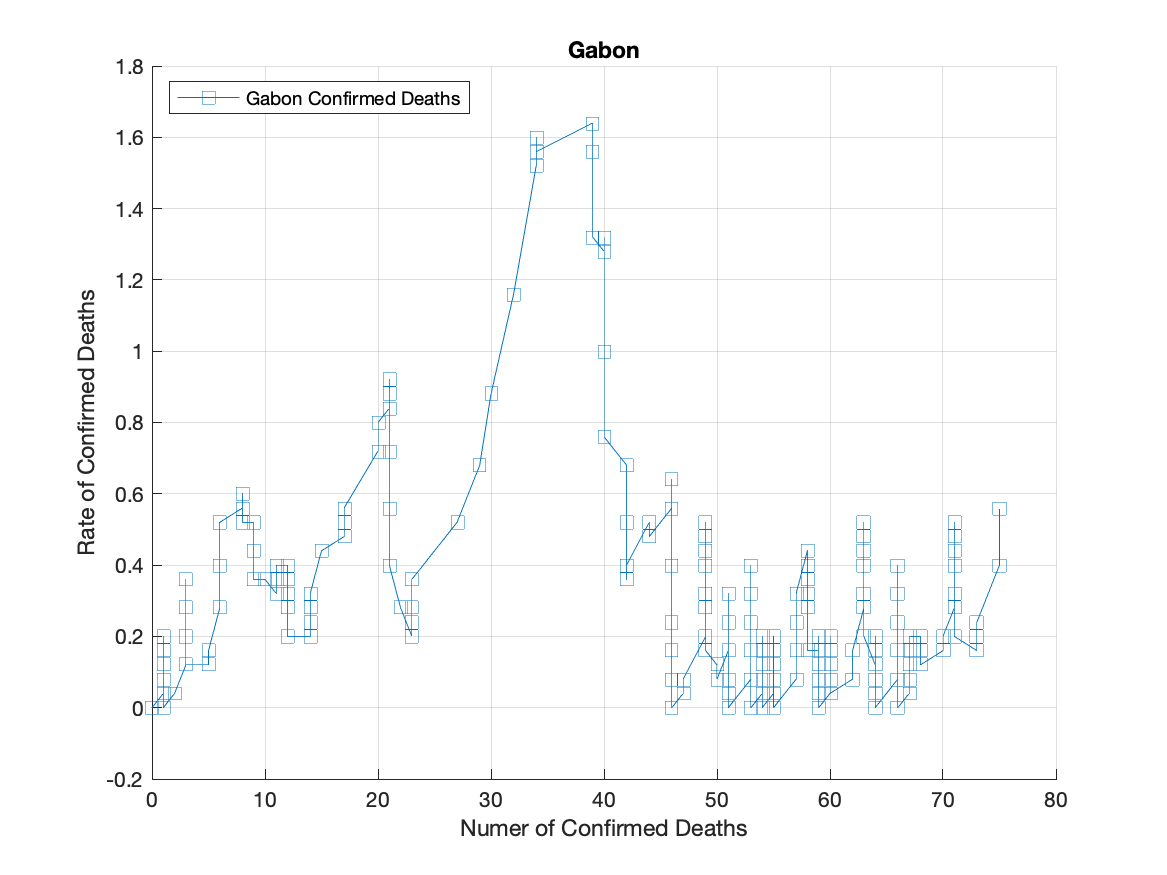 Gabon
Gabon Confirmed Deaths
1.8
1.6
1.4
1.2
1
0.8
0.6
0.4
0.2
0
-0.2
Rate of Confirmed Deaths
0 10 20 30 40 50 60 70 80
Numer of Confirmed Deaths